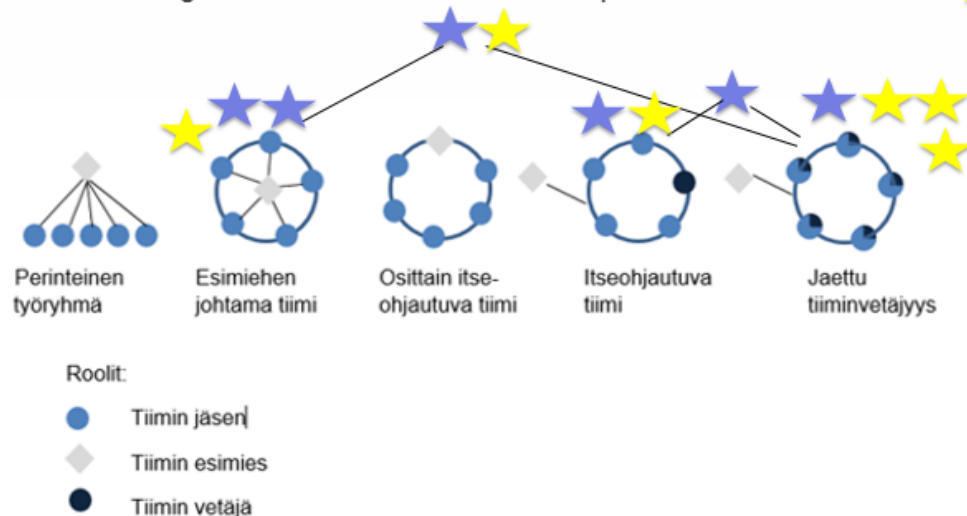 Perinteinen
työryhmä
Esimiehen
johtama tiimi
Osittain itse-
ohjautuva tiimi
Itseohjautuva
tiimi
Jaettu
tiiminvetäjyys
Roolit:
Tiimin jäsen
Tiimin esimies
Tiimin vetäjä